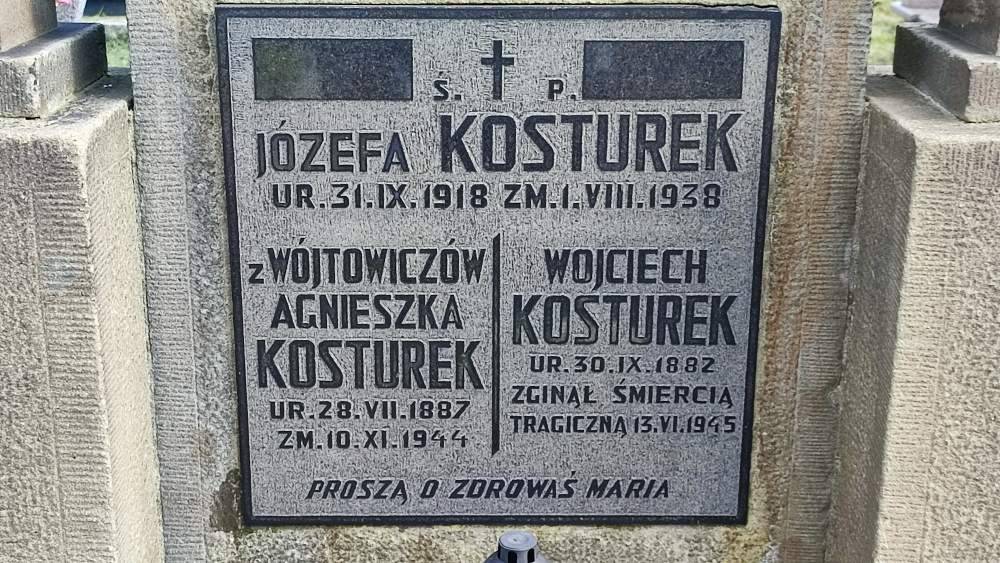 Ś. P.
JÓZEFA KOSTUREK
UR.31.IX.1918 ZM.1.VIII.1938
Z WÓJTOWICZÓW
AGNIESZKA
KOSTUREK
UR.28.VII.1887
ZM.10.XI.1944
WOJCIECH
KOSTUREK
UR.30.IX.1882
ZGINĄŁ ŚMIERCIĄ
TRAGICZNĄ 13.VI.1945
PROSZĄ O ZDROWAŚ MARIA